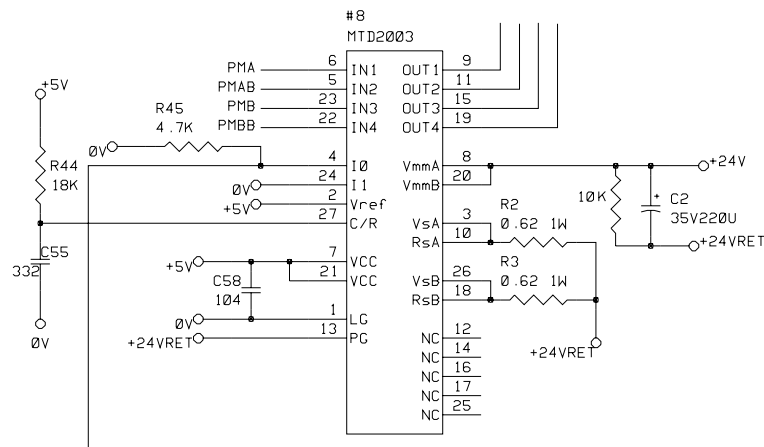 #8
MTD2003
PMA 6 IN1 OUT1 9
PMAB 5 IN2 OUT2 11
PMB 23 IN3 OUT3 15
PMBB 22 IN4 OUT4 19
+5V
R45
4.7K
0V 4 I0 VmmA 8 +24V
R44
18K
0V 24 I1 VmmB 20
+5V 2 Vref
27 C/R
10K
+ C2
35V220U
+24VRET
VsA 3 R2
RsA 10 0.62 1W
C55
332
+5V 7 VCC
21 VCC
VsB 26 R3
RsB 18 0.62 1W
C58
104
0V 1 LG
+24VRET 13 PG
0V
+24VRET
NC 12
NC 14
NC 16
NC 17
NC 25